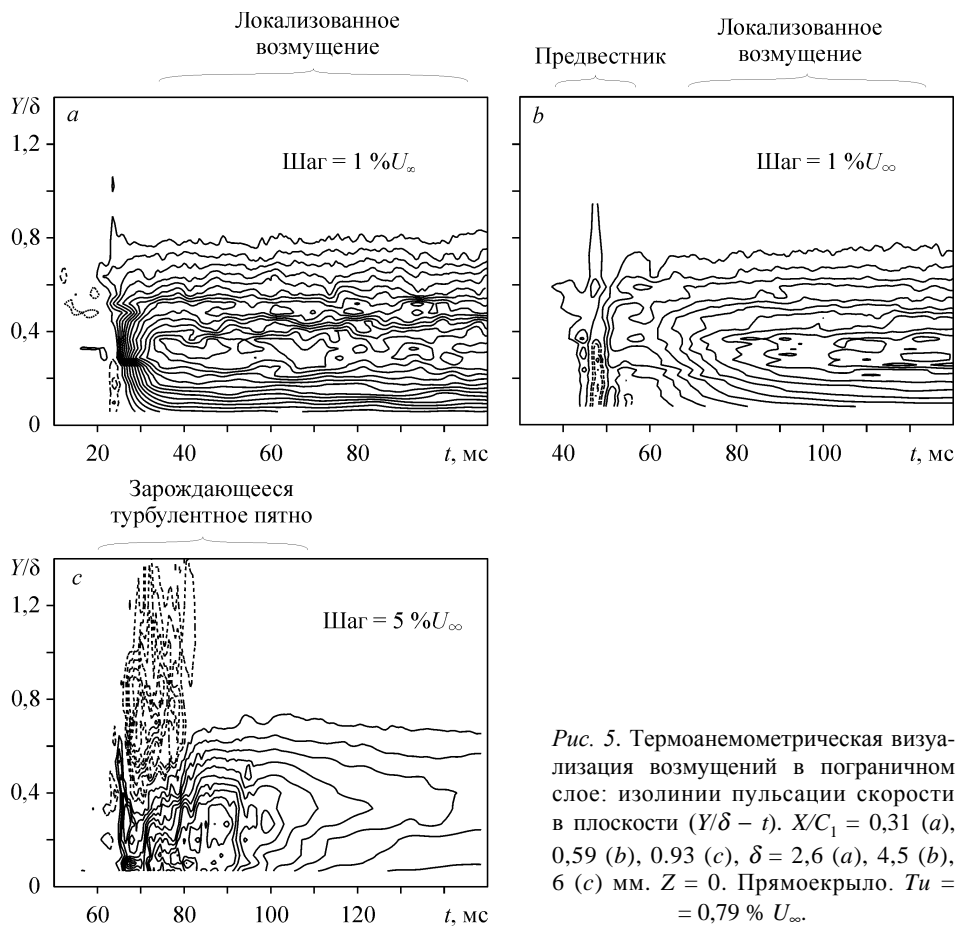 Локализованное
возмущение
Y/δ
a
Шаг = 1 %U∞
1,2
0,8
0,4
0
20 40 60 80 t, мс
Предвестник
Локализованное
возмущение
b
Шаг = 1 %U∞
40 60 80 100 t, мс
Зарождающееся
турбулентное пятно
Y/δ
c
Шаг = 5 %U∞
1,2
0,8
0,4
0
60 80 100 120 t, мс
Рис. 5. Термоанемометрическая визуа-
лизация возмущений в пограничном
слое: изолинии пульсации скорости
в плоскости (Y/δ − t). X/C₁ = 0,31 (a),
0,59 (b), 0.93 (c), δ = 2,6 (a), 4,5 (b),
6 (c) мм. Z = 0. Прямоекрыло. Tu =
= 0,79 % U∞.